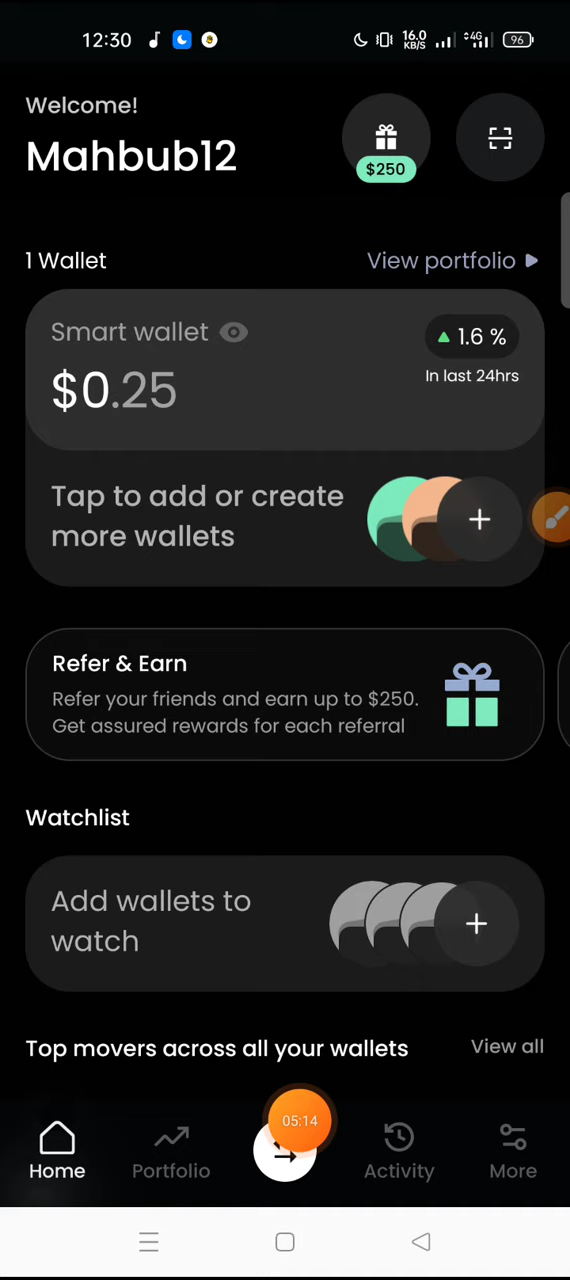 12:30
16.0
KB/S
4G
96
Welcome!
Mahbub12
$250
1 Wallet
View portfolio
Smart wallet
1.6 %
$0.25
In last 24hrs
Tap to add or create
more wallets
Refer & Earn
Refer your friends and earn up to $250.
Get assured rewards for each referral
Watchlist
Add wallets to
watch
Top movers across all your wallets
View all
05:14
Home
Portfolio
Activity
More